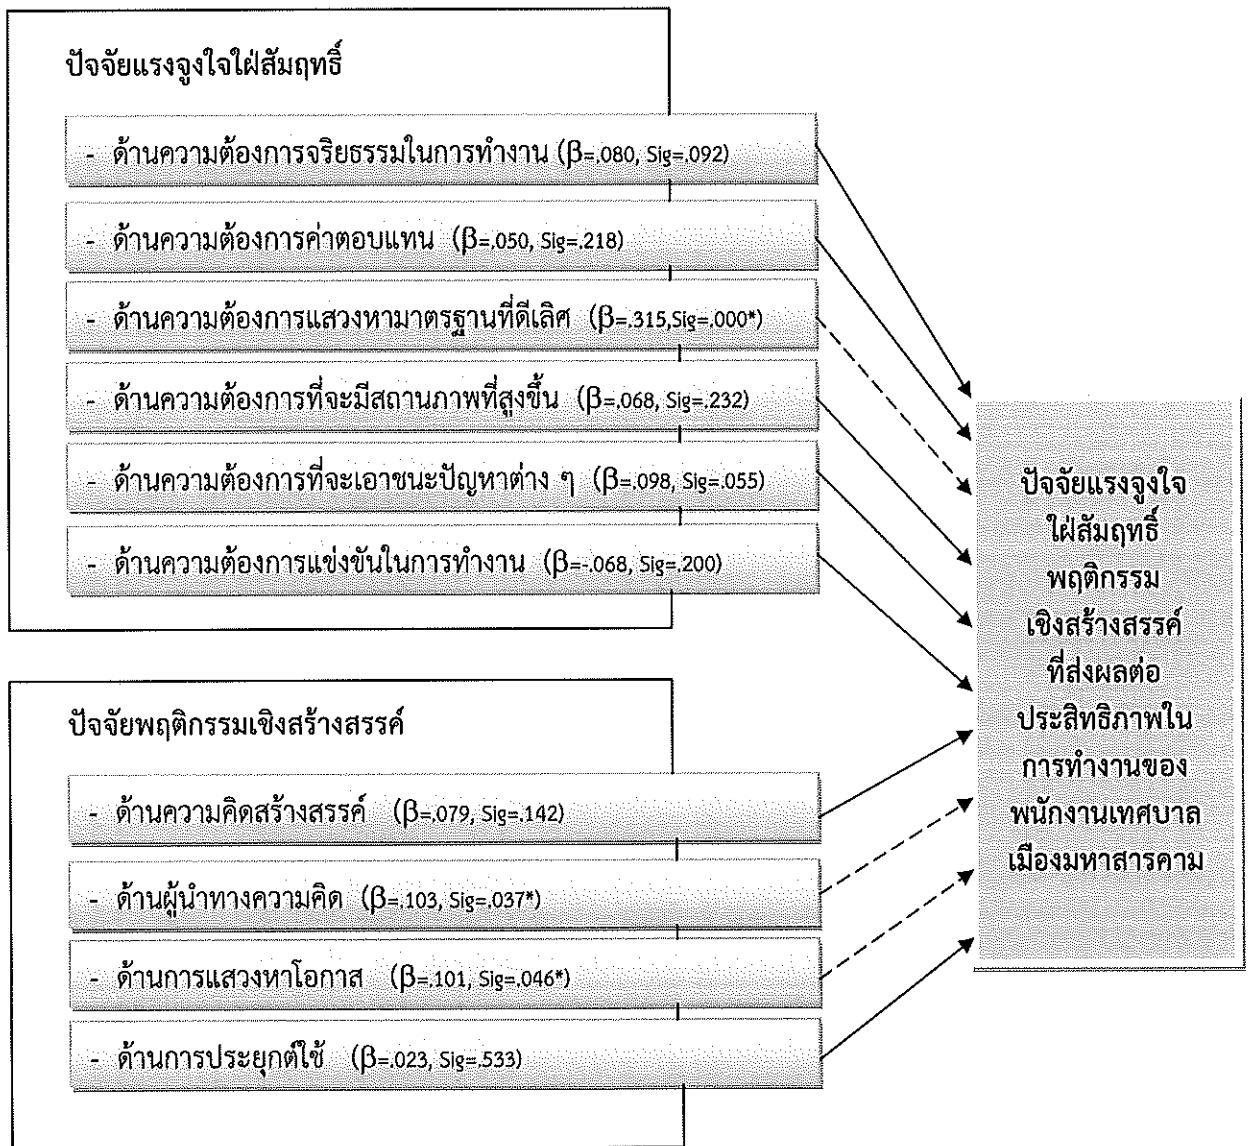 ปัจจัยแรงจูงใจใฝ่สัมฤทธิ์
- ด้านความต้องการจริยธรรมในการทำงาน (β=.080, Sig=.092)
- ด้านความต้องการค่าตอบแทน (β=.050, Sig=.218)
- ด้านความต้องการแสวงหามาตรฐานที่ดีเลิศ (β=.315,Sig=.000*)
- ด้านความต้องการที่จะมีสถานภาพที่สูงขึ้น (β=.068, Sig=.232)
- ด้านความต้องการที่จะเอาชนะปัญหาต่าง ๆ (β=.098, Sig=.055)
- ด้านความต้องการแข่งขันในการทำงาน (β=-.068, Sig=.200)
ปัจจัยพฤติกรรมเชิงสร้างสรรค์
- ด้านความคิดสร้างสรรค์ (β=.079, Sig=.142)
- ด้านผู้นำทางความคิด (β=.103, Sig=.037*)
- ด้านการแสวงหาโอกาส (β=.101, Sig=.046*)
- ด้านการประยุกต์ใช้ (β=.023, Sig=.533)
ปัจจัยแรงจูงใจ
ใฝ่สัมฤทธิ์
พฤติกรรม
เชิงสร้างสรรค์
ที่ส่งผลต่อ
ประสิทธิภาพใน
การทำงานของ
พนักงานเทศบาล
เมืองมหาสารคาม